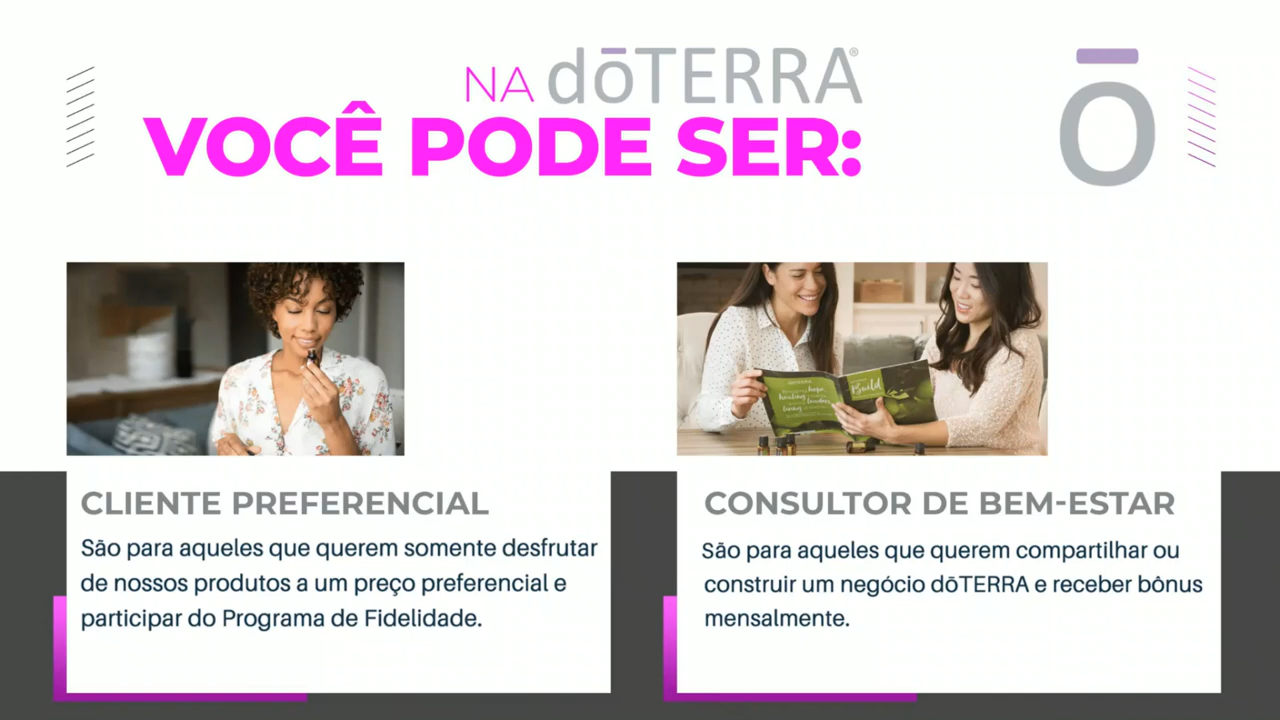 NA dōTERRA®
VOCÊ PODE SER:
CLIENTE PREFERENCIAL
São para aqueles que querem somente desfrutar
de nossos produtos a um preço preferencial e
participar do Programa de Fidelidade.
Build
CONSULTOR DE BEM-ESTAR
São para aqueles que querem compartilhar ou
construir um negócio dōTERRA e receber bônus
mensalmente.